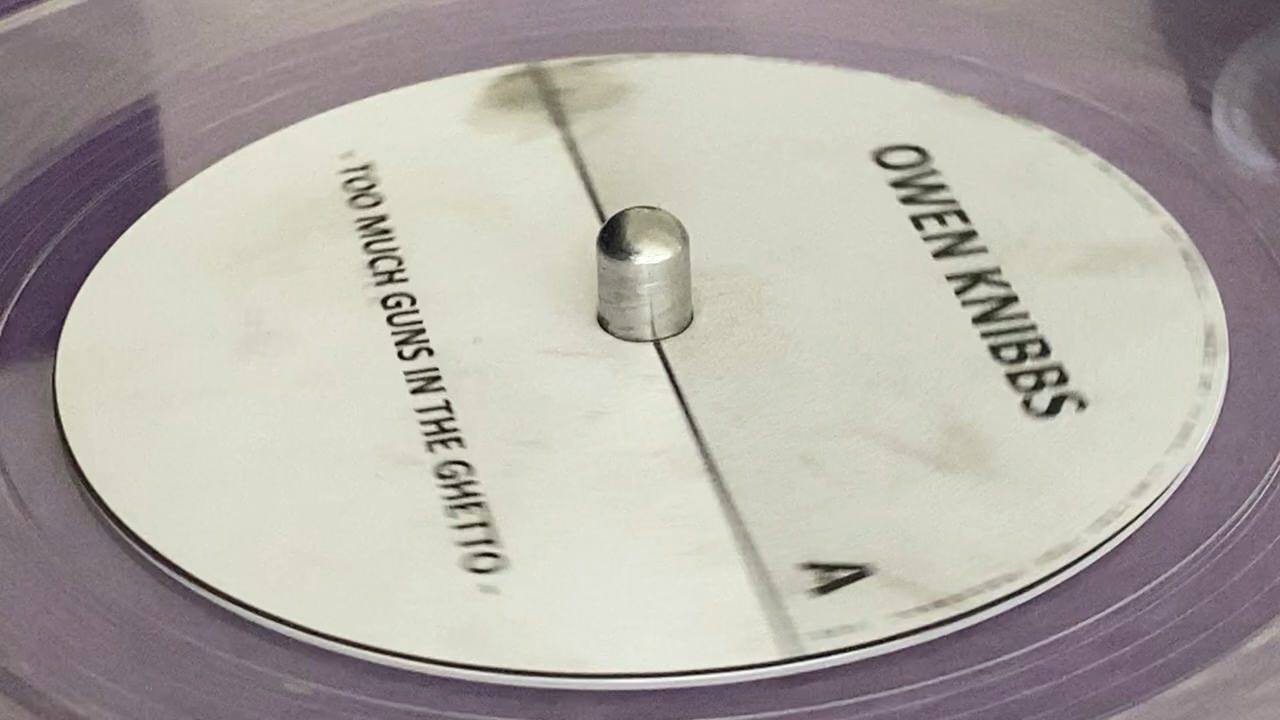 OWEN KNIBBS
A
" TOO MUCH GUNS IN THE GHETTO "